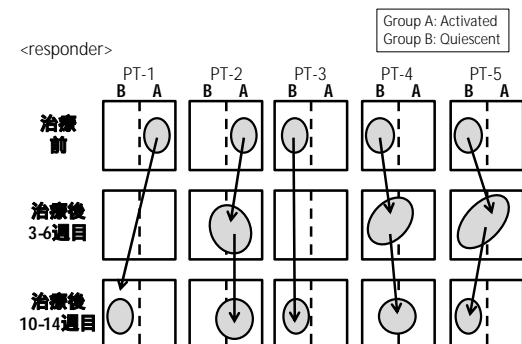 Group A: Activated
Group B: Quiescent
<responder>
PT-1 PT-2 PT-3 PT-4 PT-5
B A B A B A B A B A
治療
前
治療後
3-6週目
治療後
10-14週目